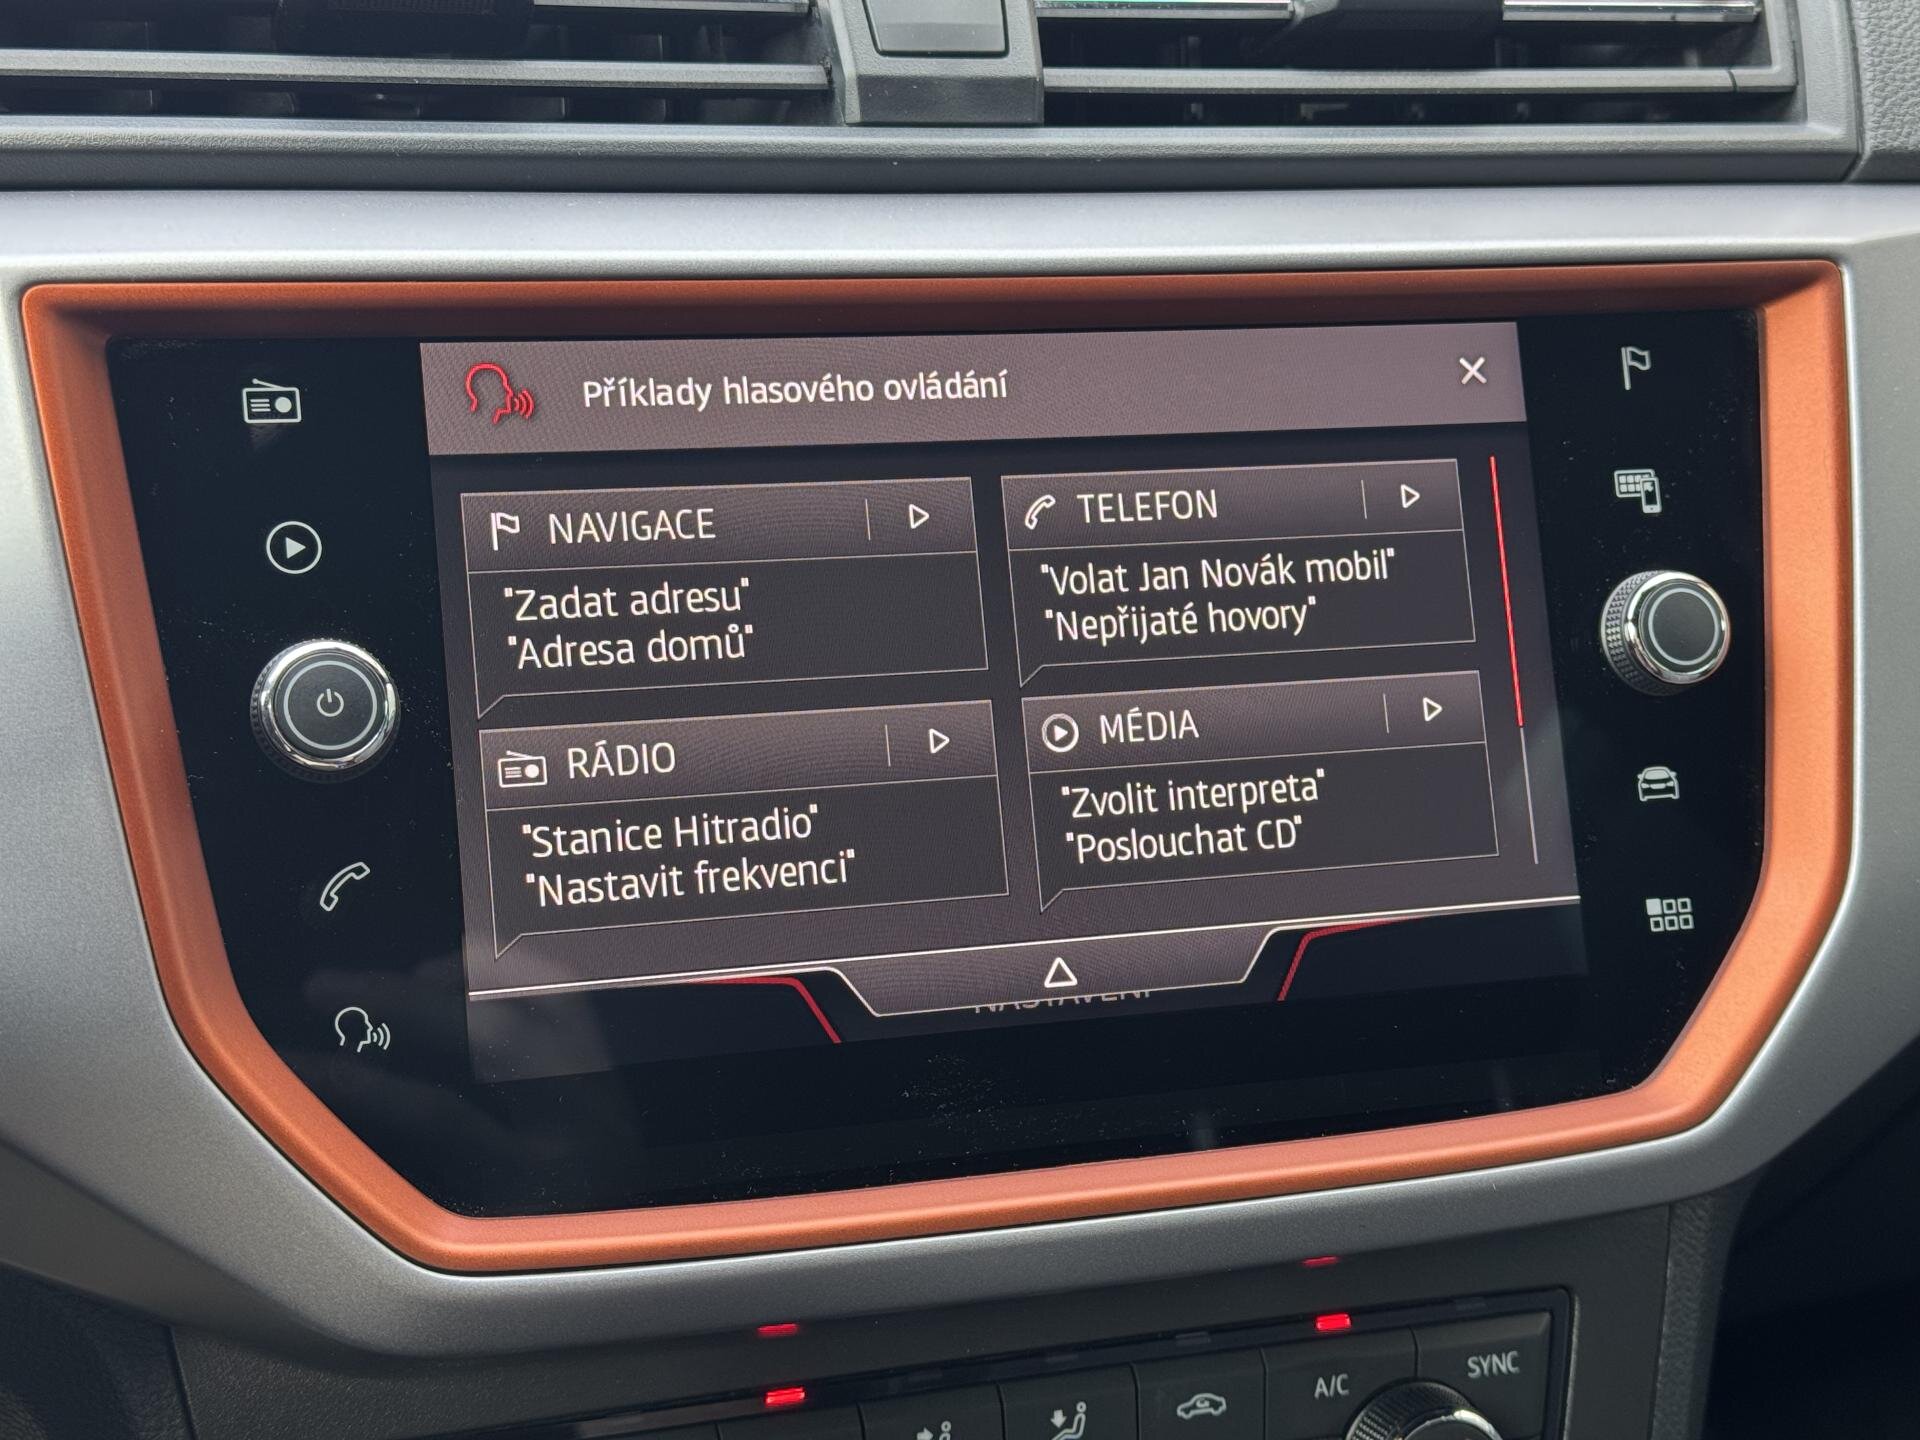 Příklady hlasového ovládání
NAVIGACE
"Zadat adresu"
"Adresa domů"
TELEFON
"Volat Jan Novák mobil"
"Nepřijaté hovory"
RÁDIO
"Stanice Hitradio"
"Nastavit frekvenci"
MÉDIA
"Zvolit interpreta"
"Poslouchat CD"
NASTAVENÍ
A/C
SYNC